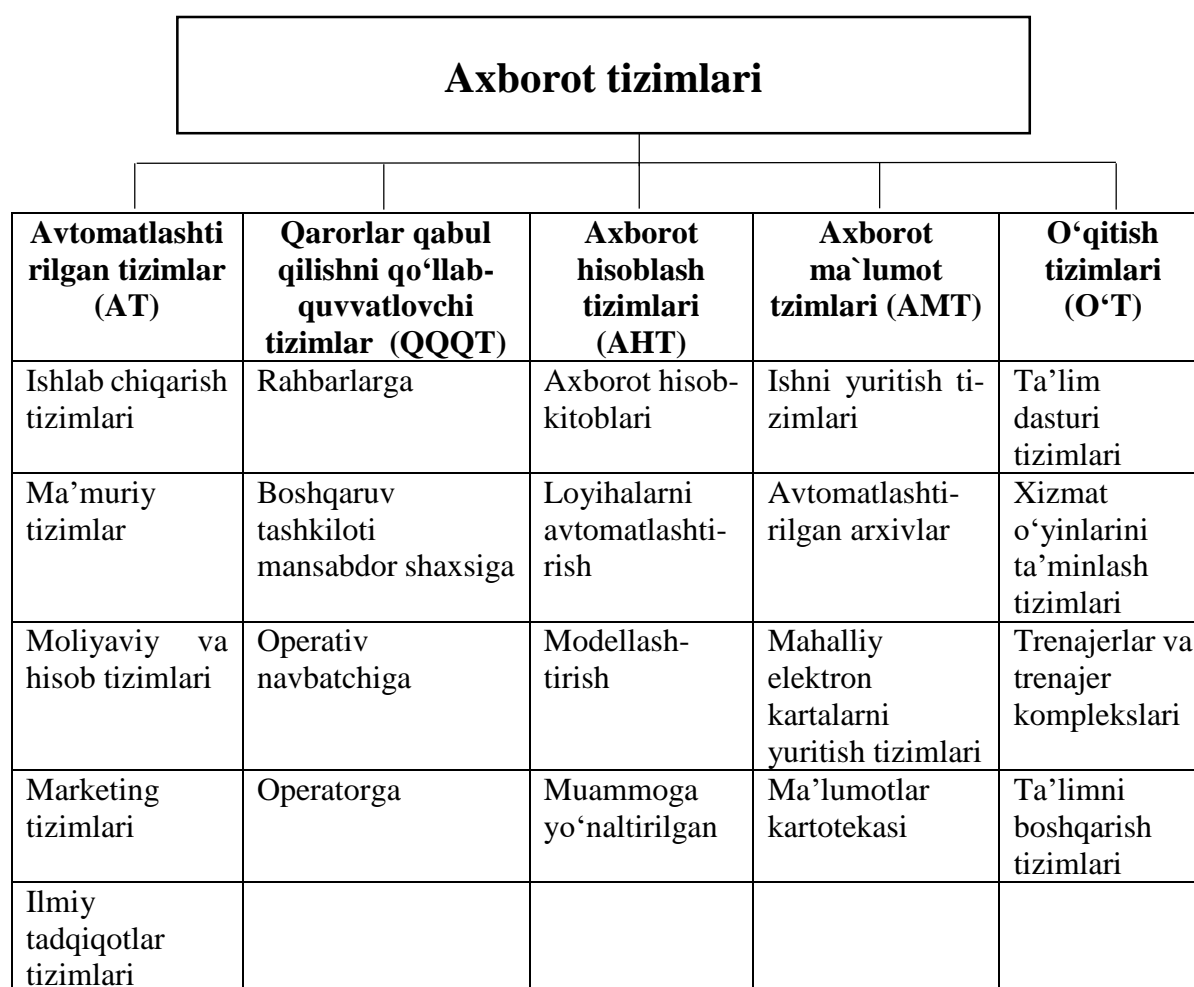 Axborot tizimlari
Avtomatlashti
rilgan tizimlar
(AT)
Qarorlar qabul
qilishni qo‘llab-
quvvatlovchi
tizimlar (QQQT)
Axborot
hisoblash
tizimlari
(AHT)
Axborot
ma`lumot
tzimlari (AMT)
O‘qitish
tizimlari
(O‘T)
Ishlab chiqarish
tizimlari
Rahbarlarga
Axborot hisob-
kitoblari
Ishni yuritish ti-
zimlari
Ta’lim
dasturi
tizimlari
Ma’muriy
tizimlar
Boshqaruv
tashkiloti
mansabdor shaxsiga
Loyihalarni
avtomatlashti-
rish
Avtomatlashti-
rilgan arxivlar
Xizmat
o‘yinlarini
ta’minlash
tizimlari
Moliyaviy va
hisob tizimlari
Operativ
navbatchiga
Modellash-
tirish
Mahalliy
elektron
kartalarni
yuritish tizimlari
Trenajerlar va
trenajer
komplekslari
Marketing
tizimlari
Operatorga
Muammoga
yo‘naltirilgan
Ma’lumotlar
kartotekasi
Ta’limni
boshqarish
tizimlari
Ilmiy
tadqiqotlar
tizimlari